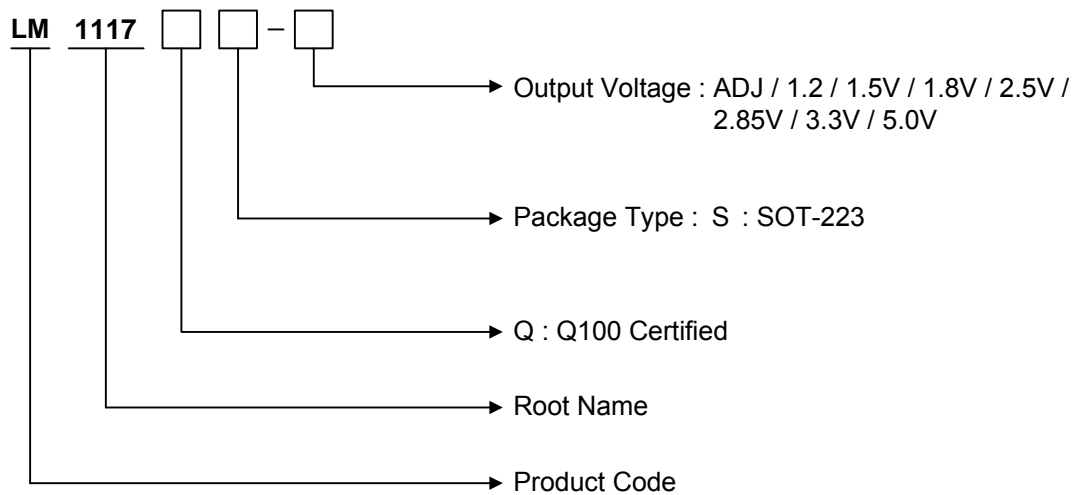 LM 1117 –
Output Voltage : ADJ / 1.2 / 1.5V / 1.8V / 2.5V /
2.85V / 3.3V / 5.0V
Package Type : S : SOT-223
Q : Q100 Certified
Root Name
Product Code